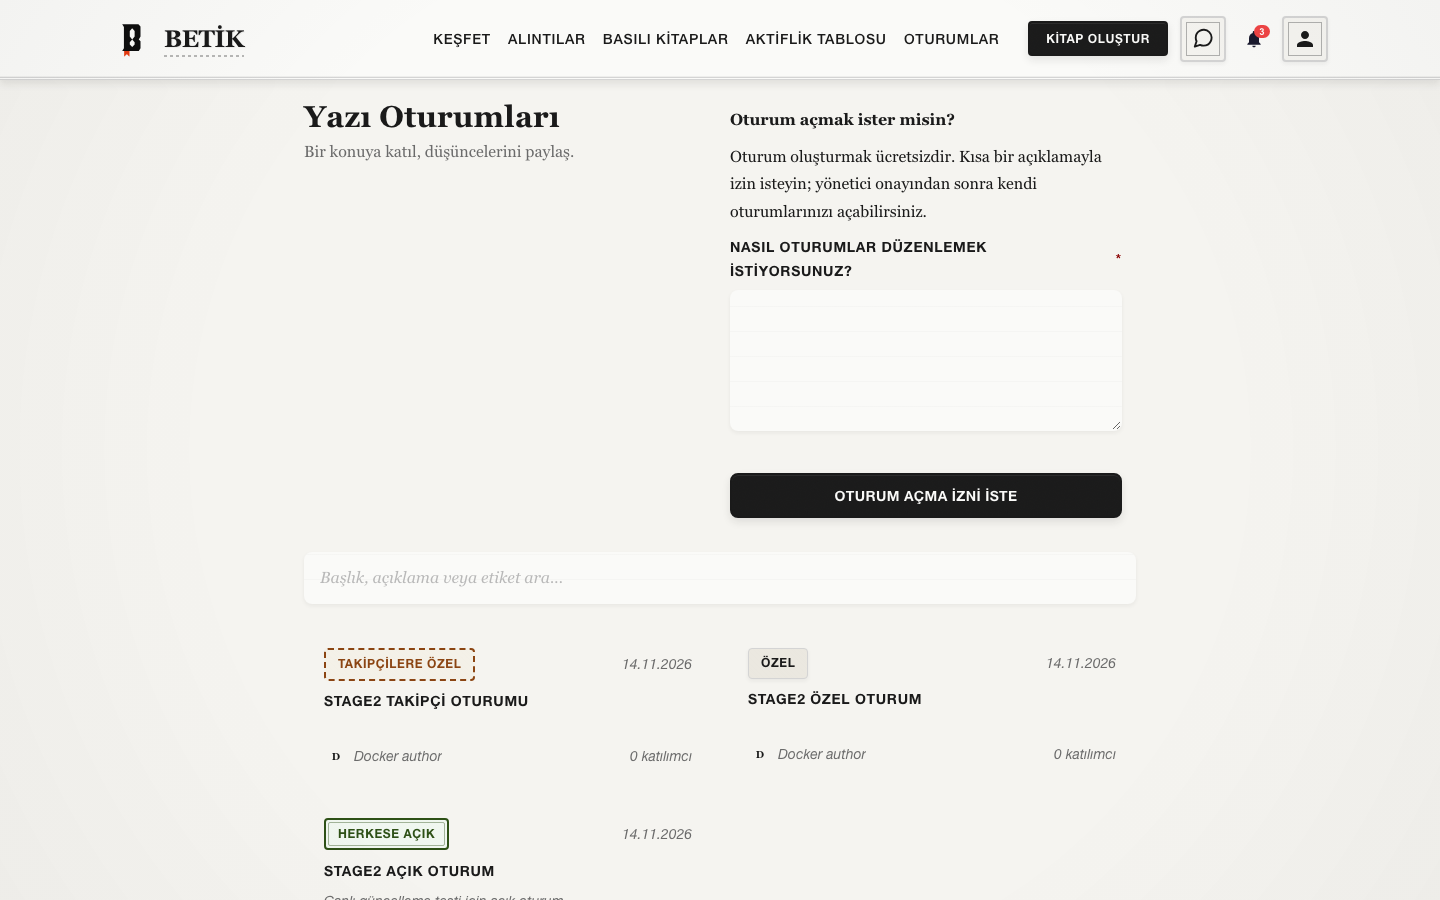 BETİK
KEŞFET ALINTILAR BASILI KİTAPLAR AKTİFLİK TABLOSU OTURUMLAR KİTAP OLUŞTUR 3
Yazı Oturumları
Bir konuya katıl, düşüncelerini paylaş.
Oturum açmak ister misin?
Oturum oluşturmak ücretsizdir. Kısa bir açıklamayla
izin isteyin; yönetici onayından sonra kendi
oturumlarınızı açabilirsiniz.
NASIL OTURUMLAR DÜZENLEMEK
İSTİYORSUNUZ? *
OTURUM AÇMA İZNİ İSTE
Başlık, açıklama veya etiket ara...
TAKİPÇİLERE ÖZEL 14.11.2026
STAGE2 TAKİPÇİ OTURUMU
D Docker author 0 katılımcı
ÖZEL 14.11.2026
STAGE2 ÖZEL OTURUM
D Docker author 0 katılımcı
HERKESE AÇIK 14.11.2026
STAGE2 AÇIK OTURUM